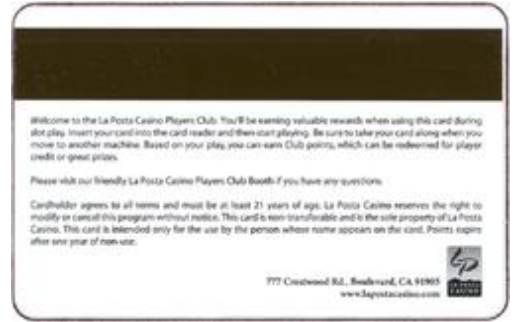 Welcome to the La Posta Casino Players Club. You'll be earning valuable rewards when using this card during
slot play. Insert your card into the card reader and then start playing. Be sure to take your card along when you
move to another machine. Based on your play, you can earn Club points, which can be redeemed for player
credit or great prizes.
Please visit our friendly La Posta Casino Players Club Booth if you have any questions.
Cardholder agrees to all terms and must be at least 21 years of age. La Posta Casino reserves the right to
modify or cancel this program without notice. This card is non-transferable and is the sole property of La Posta
Casino. This card is intended only for the use by the person whose name appears on the card. Points expire
after one year of non-use.
LP
LA POSTA
CASINO
777 Crestwood Rd., Boulevard, CA 91905
www.lapostacasino.com